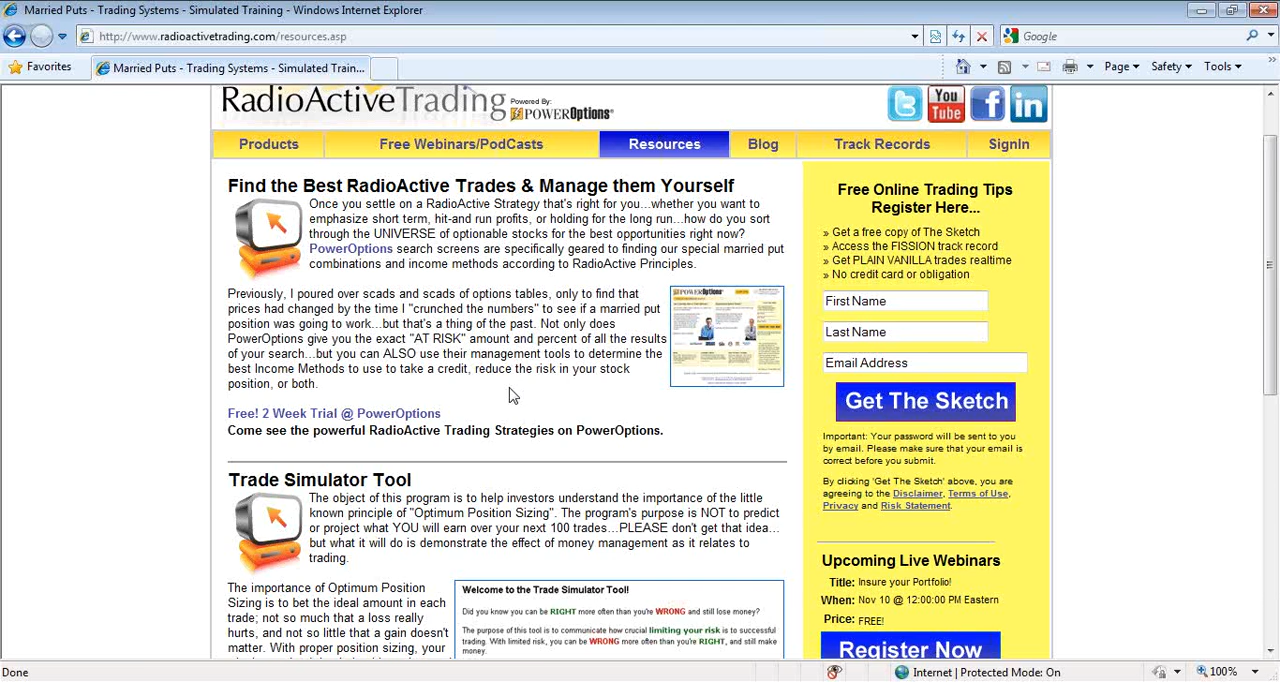 Married Puts - Trading Systems - Simulated Training - Windows Internet Explorer
http://www.radioactivetrading.com/resources.asp
Google
Favorites
Married Puts - Trading Systems - Simulated Train...
Page
Safety
Tools
RadioActiveTrading
Powered By:
POWEROptions®
You
Tube
Products
Free Webinars/PodCasts
Resources
Blog
Track Records
SignIn
Find the Best RadioActive Trades & Manage them Yourself
Once you settle on a RadioActive Strategy that's right for you...whether you want to
emphasize short term, hit-and run profits, or holding for the long run...how do you sort
through the UNIVERSE of optionable stocks for the best opportunities right now?
PowerOptions search screens are specifically geared to finding our special married put
combinations and income methods according to RadioActive Principles.
Previously, I poured over scads and scads of options tables, only to find that
prices had changed by the time I "crunched the numbers" to see if a married put
position was going to work...but that's a thing of the past. Not only does
PowerOptions give you the exact "AT RISK" amount and percent of all the results
of your search...but you can ALSO use their management tools to determine the
best Income Methods to use to take a credit, reduce the risk in your stock
position, or both.
Free! 2 Week Trial @ PowerOptions
Come see the powerful RadioActive Trading Strategies on PowerOptions.
Trade Simulator Tool
The object of this program is to help investors understand the importance of the little
known principle of "Optimum Position Sizing". The program's purpose is NOT to predict
or project what YOU will earn over your next 100 trades...PLEASE don't get that idea...
but what it will do is demonstrate the effect of money management as it relates to
trading.
The importance of Optimum Position
Sizing is to bet the ideal amount in each
trade; not so much that a loss really
hurts, and not so little that a gain doesn't
matter. With proper position sizing, your
Welcome to the Trade Simulator Tool!
Did you know you can be RIGHT more often than you're WRONG and still lose money?
The purpose of this tool is to communicate how crucial limiting your risk is to successful
trading. With limited risk, you can be WRONG more often than you're RIGHT, and still make
money.
Free Online Trading Tips
Register Here...
» Get a free copy of The Sketch
» Access the FISSION track record
» Get PLAIN VANILLA trades realtime
» No credit card or obligation
First Name
Last Name
Email Address
Get The Sketch
Important: Your password will be sent to you
by email. Please make sure that your email is
correct before you submit.
By clicking 'Get The Sketch' above, you are
agreeing to the Disclaimer, Terms of Use,
Privacy and Risk Statement.
Upcoming Live Webinars
Title: Insure your Portfolio!
When: Nov 10 @ 12:00:00 PM Eastern
Price: FREE!
Register Now
Done
Internet | Protected Mode: On
100%